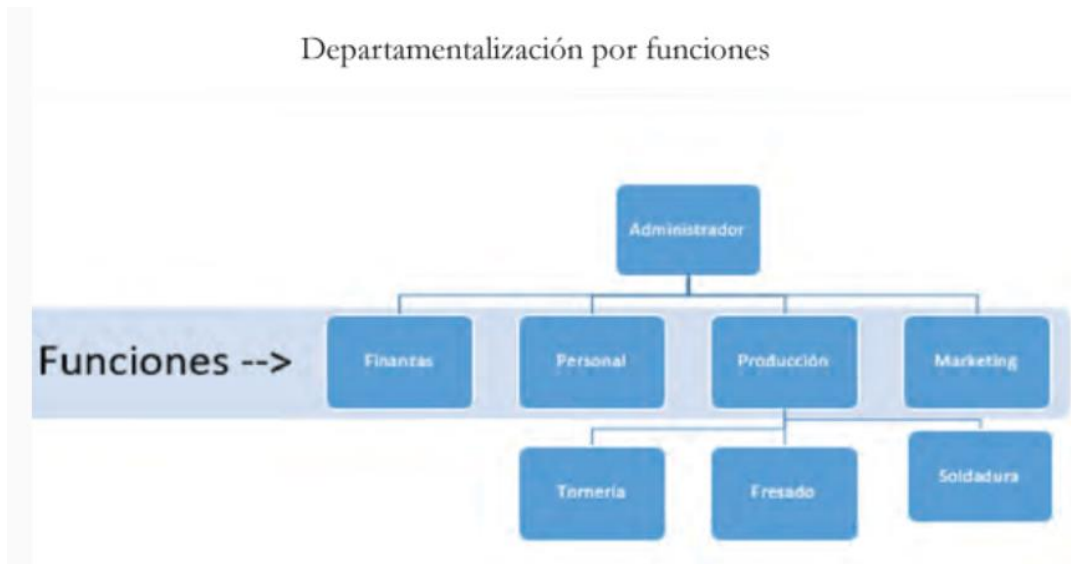 Departamentalización por funciones
Administrador
Funciones -->
Finanzas
Personal
Producción
Marketing
Tornería
Fresado
Soldadura